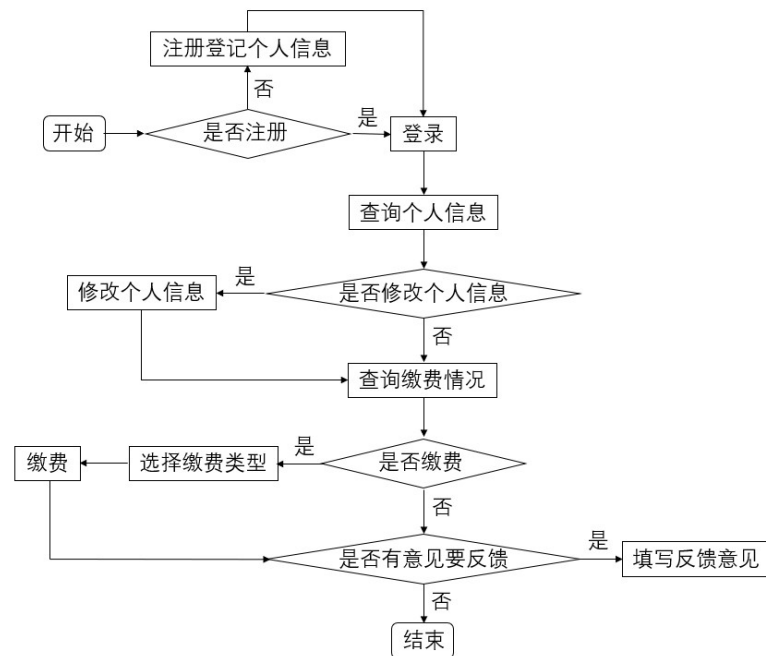 注册登记个人信息
否
开始
是否注册
是
登录
查询个人信息
修改个人信息
是
是否修改个人信息
否
查询缴费情况
缴费
选择缴费类型
是
是否缴费
否
是否有意见要反馈
是
填写反馈意见
否
结束